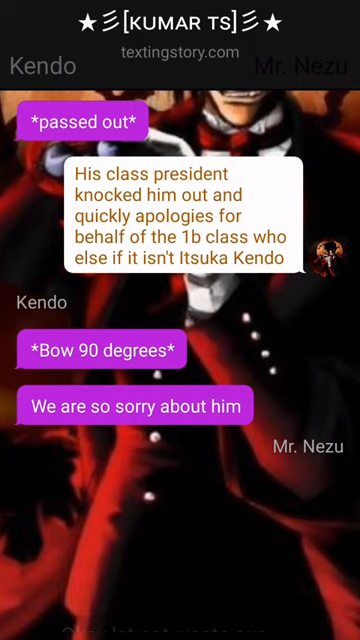 ★彡[ᴋᴜᴍᴀʀ ᴛs]彡★
textingstory.com
Kendo
Mr. Nezu
*passed out*
His class president
knocked him out and
quickly apologies for
behalf of the 1b class who
else if it isn't Itsuka Kendo
Kendo
*Bow 90 degrees*
We are so sorry about him
Mr. Nezu